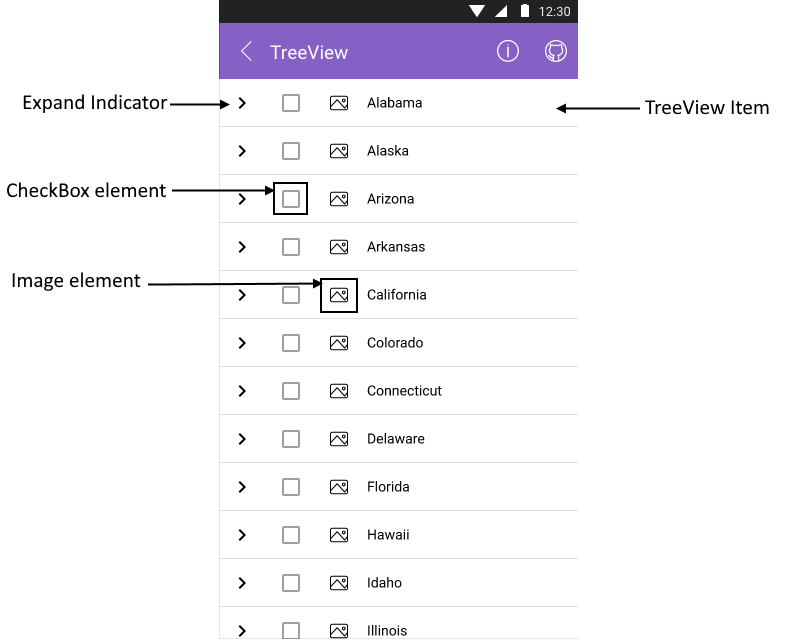 12:30
TreeView
Expand Indicator
Alabama
TreeView Item
Alaska
CheckBox element
Arizona
Arkansas
Image element
California
Colorado
Connecticut
Delaware
Florida
Hawaii
Idaho
Illinois